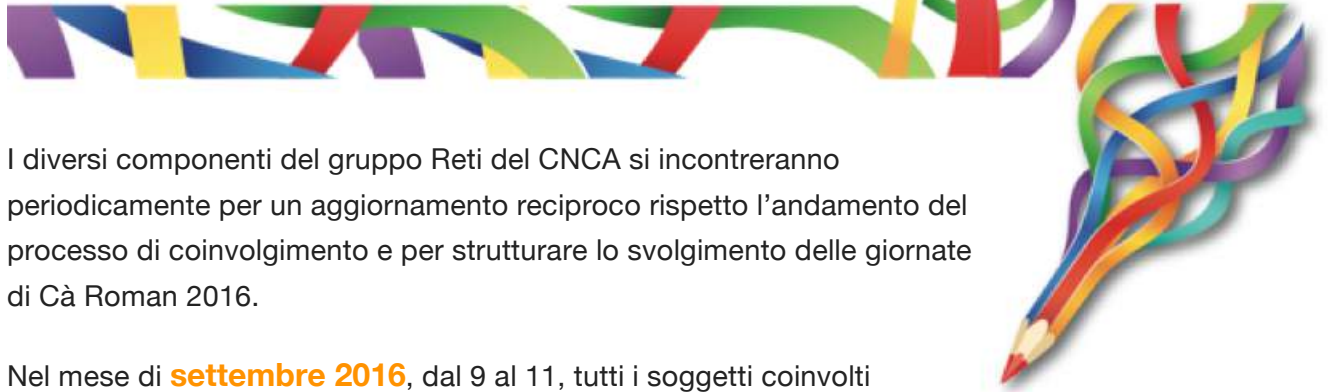 I diversi componenti del gruppo Reti del CNCA si incontreranno
periodicamente per un aggiornamento reciproco rispetto l’andamento del
processo di coinvolgimento e per strutturare lo svolgimento delle giornate
di Cà Roman 2016.
Nel mese di settembre 2016, dal 9 al 11, tutti i soggetti coinvolti